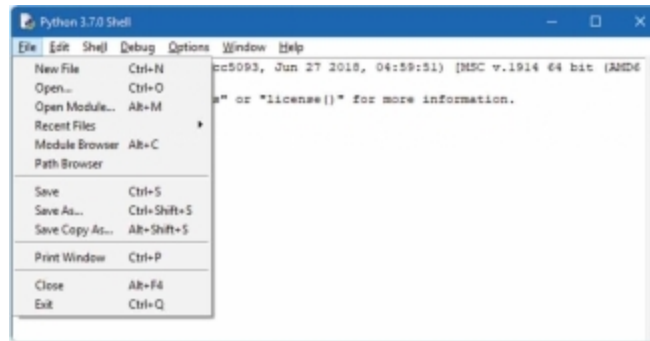 Python 3.7.0 Shell
File Edit Shell Debug Options Window Help
cc5093, Jun 27 2018, 04:59:51) [MSC v.1914 64 bit (AMD6
" or "license()" for more information.
New File Ctrl+N
Open... Ctrl+O
Open Module... Alt+M
Recent Files
Module Browser Alt+C
Path Browser
Save Ctrl+S
Save As... Ctrl+Shift+S
Save Copy As... Alt+Shift+S
Print Window Ctrl+P
Close Alt+F4
Exit Ctrl+Q